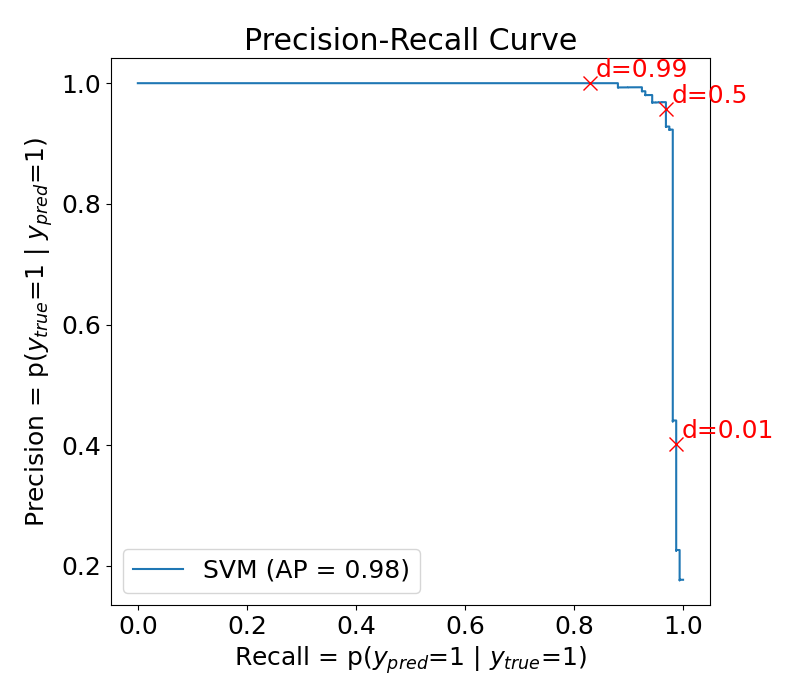 Precision-Recall Curve
d=0.99
d=0.5
d=0.01
1.0
0.8
0.6
0.4
0.2
Precision = p(y_true=1 | y_pred=1)
SVM (AP = 0.98)
0.0 0.2 0.4 0.6 0.8 1.0
Recall = p(y_pred=1 | y_true=1)